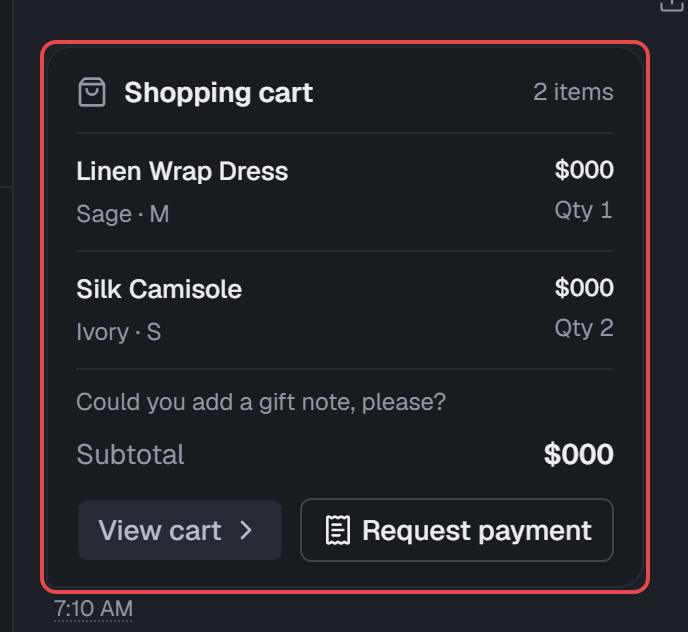 Shopping cart 2 items
Linen Wrap Dress $000
Sage · M Qty 1
Silk Camisole $000
Ivory · S Qty 2
Could you add a gift note, please?
Subtotal $000
View cart Request payment
7:10 AM